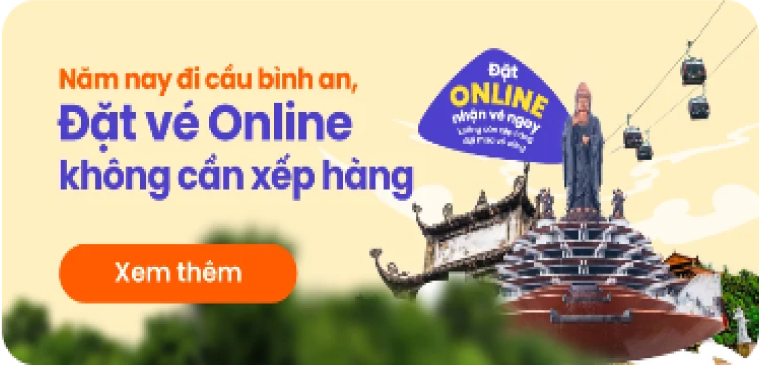 Năm nay đi cầu bình an,
Đặt vé Online
không cần xếp hàng
Đặt
ONLINE
nhận vé ngay
Xem thêm